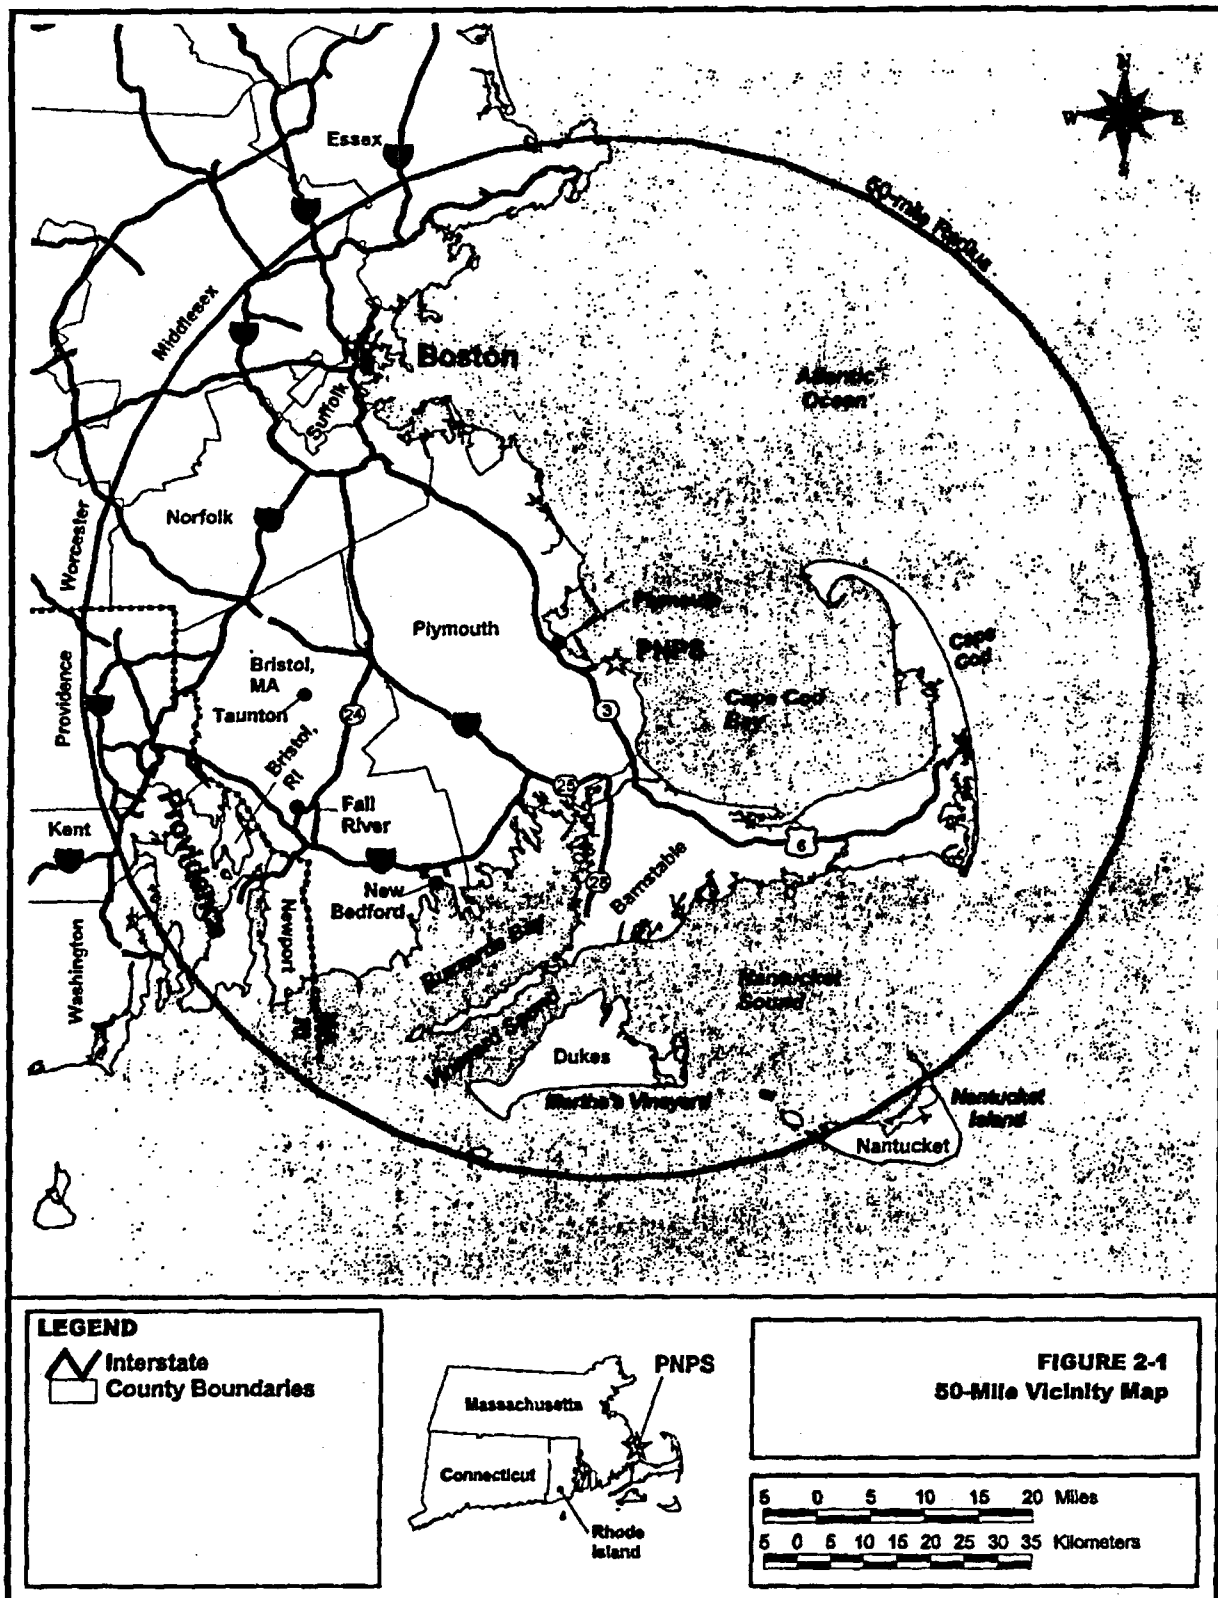 N
W
E
S
Essex
50-mile Radius
Middlesex
Boston
Atlantic
Ocean
Suffolk
Norfolk
Worcester
Plymouth
Plymouth
PNPS
Cape
Cod
Bristol,
MA
Taunton
24
3
Cape Cod
Bay
Providence
Bristol,
RI
Fall
River
Kent
Providence
25
6
Barnstable
New
Bedford
Newport
Washington
Buzzards Bay
Nantucket
Sound
Dukes
Martha's Vineyard
Nantucket
Island
Nantucket
LEGEND
Interstate
County Boundaries
PNPS
Massachusetts
Connecticut
Rhode
Island
FIGURE 2-1
50-Mile Vicinity Map
5 0 5 10 15 20 Miles
5 0 5 10 15 20 25 30 35 Kilometers